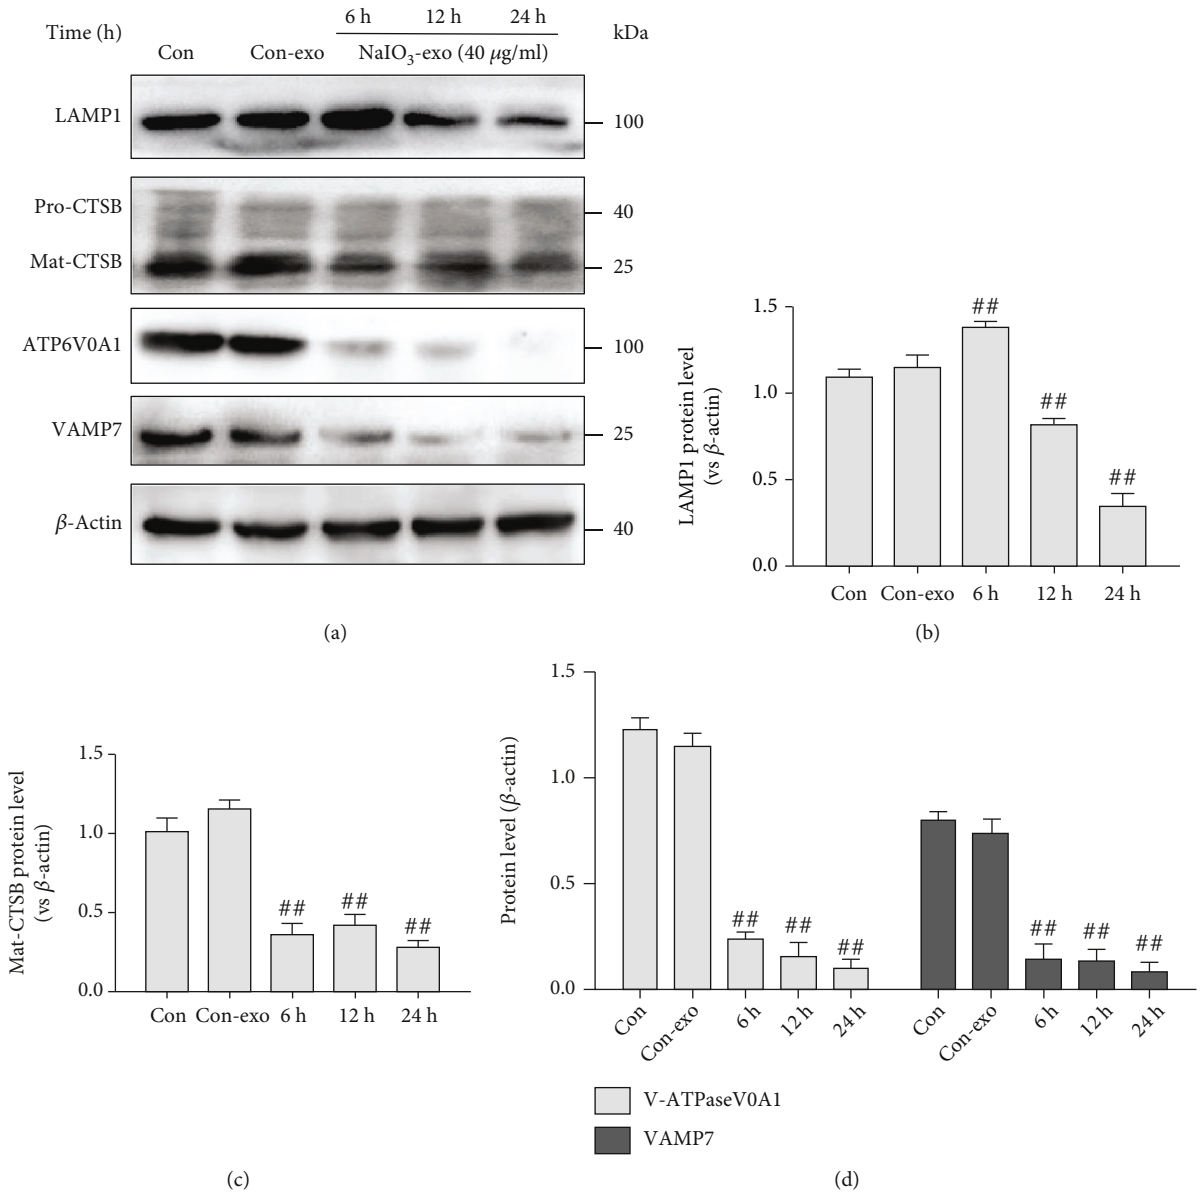 Time (h)
6 h 12 h 24 h
kDa
Con Con-exo NaIO₃-exo (40 μg/ml)
LAMP1 100
Pro-CTSB 40
Mat-CTSB 25
ATP6V0A1 100
VAMP7 25
β-Actin 40
(a)
LAMP1 protein level
(vs β-actin)
1.5
1.0
0.5
0.0
## ## ##
Con Con-exo 6 h 12 h 24 h
(b)
Mat-CTSB protein level
(vs β-actin)
1.5
1.0
0.5
0.0
## ## ##
Con Con-exo 6 h 12 h 24 h
(c)
Protein level (β-actin)
1.5
1.0
0.5
0.0
## ## ## ## ## ##
Con Con-exo 6 h 12 h 24 h Con Con-exo 6 h 12 h 24 h
V-ATPaseV0A1
VAMP7
(d)